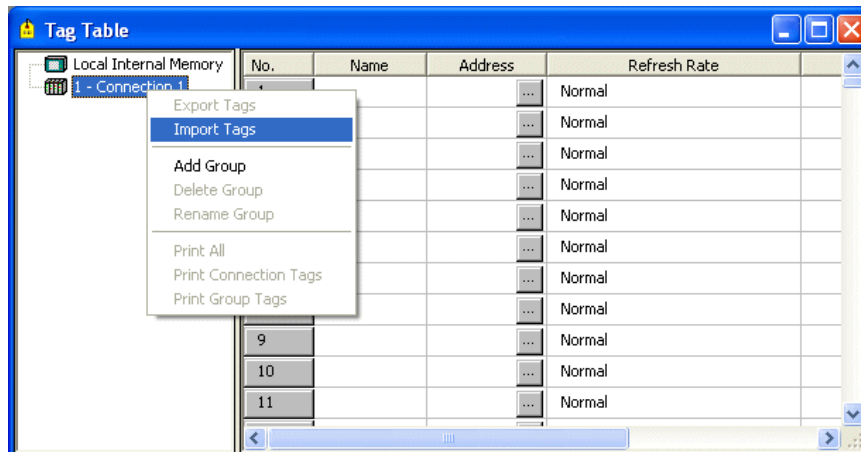 Tag Table
Local Internal Memory
1 - Connection 1
No. Name Address Refresh Rate
... Normal
Export Tags
Import Tags
Add Group
Delete Group
Rename Group
Print All
Print Connection Tags
Print Group Tags
... Normal
... Normal
... Normal
... Normal
... Normal
... Normal
... Normal
9 ... Normal
10 ... Normal
11 ... Normal